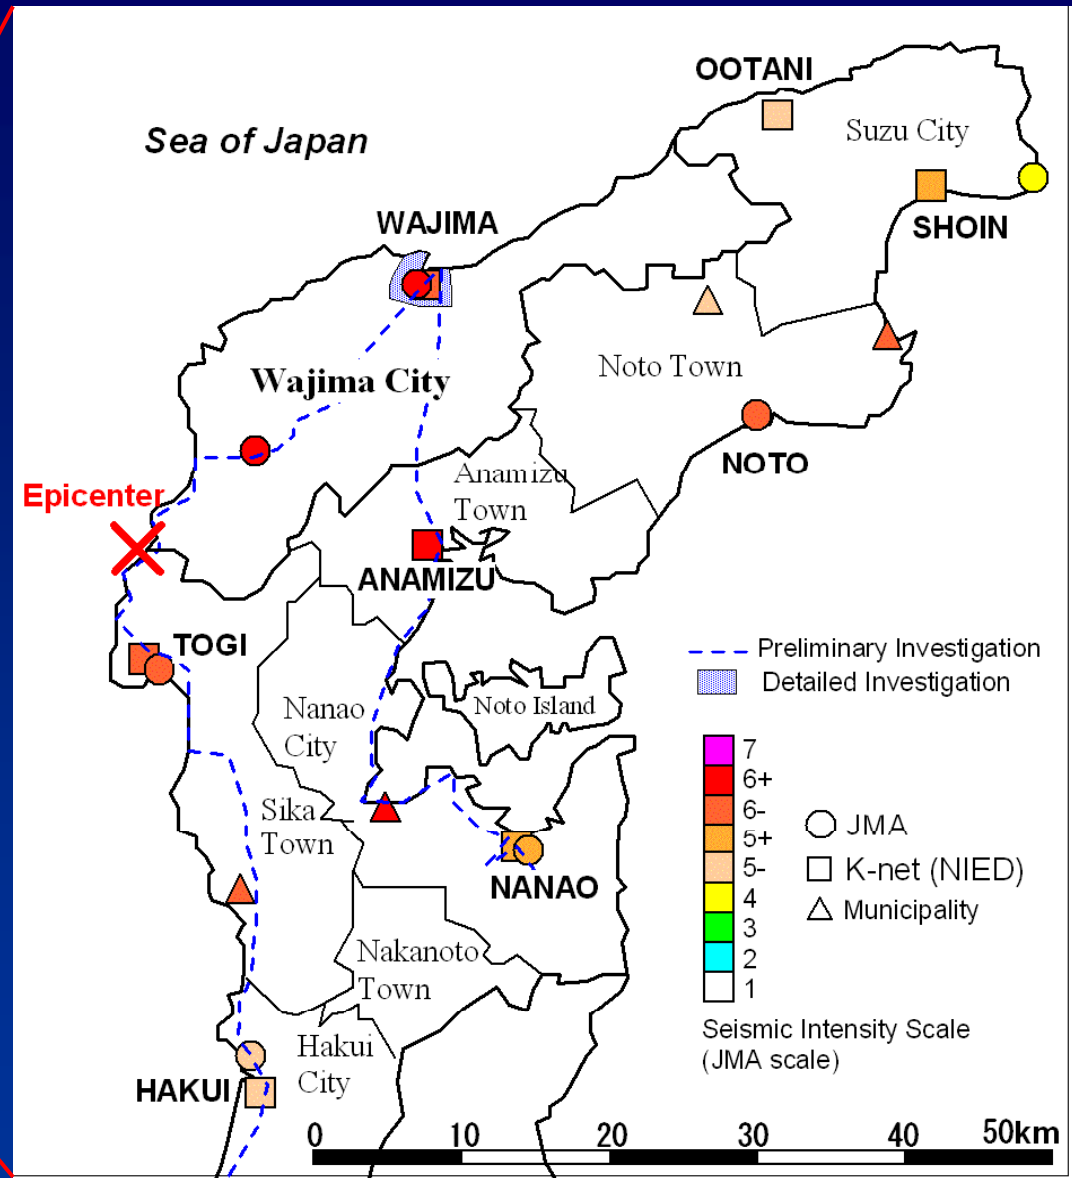 OOTANI
Sea of Japan
Suzu City
WAJIMA
SHOIN
Noto Town
Wajima City
NOTO
Anamizu
Town
Epicenter
ANAMIZU
TOGI
Preliminary Investigation
Detailed Investigation
Noto Island
Nanao
City
7
6+
6-
5+
5-
4
3
2
1
JMA
K-net (NIED)
Municipality
Sika
Town
NANAO
Nakanoto
Town
Seismic Intensity Scale
(JMA scale)
Hakui
City
HAKUI
0 10 20 30 40 50km